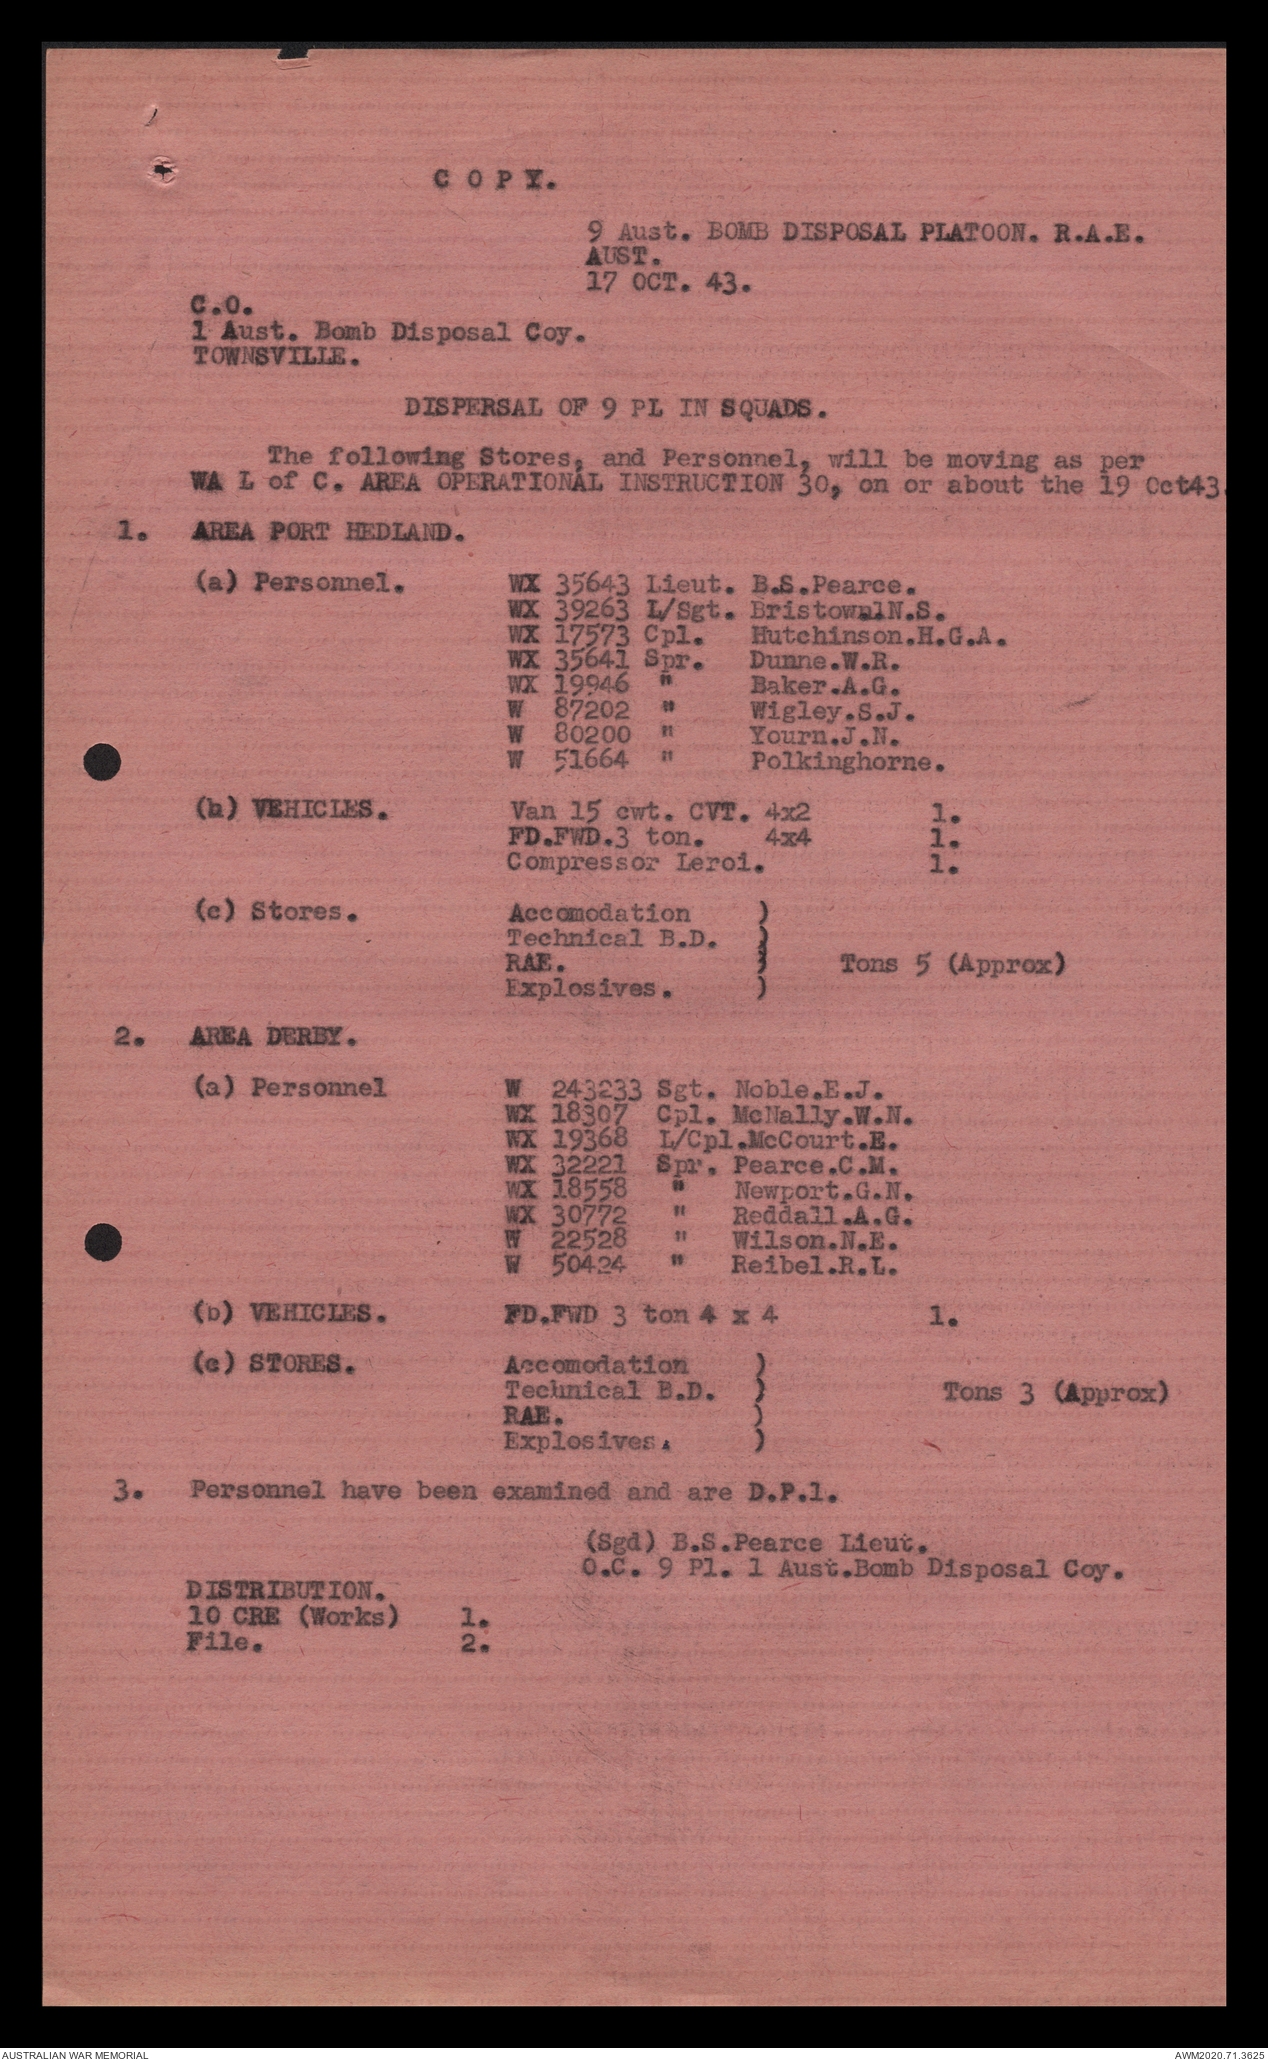 C O P Y.
9 Aust. BOMB DISPOSAL PLATOON. R.A.E.
AUST.
17 OCT. 43.
C.O.
1 Aust. Bomb Disposal Coy.
TOWNSVILLE.
DISPERSAL OF 9 PL IN SQUADS.
The following Stores, and Personnel, will be moving as per
WA L of C. AREA OPERATIONAL INSTRUCTION 30, on or about the 19 Oct43.
1. AREA PORT HEDLAND.
(a) Personnel. WX 35643 Lieut. B.S.Pearce.
WX 39263 L/Sgt. Bristown N.S.
WX 17573 Cpl. Hutchinson.H.G.A.
WX 35641 Spr. Dunne.W.R.
WX 19946 " Baker.A.G.
W 87202 " Wigley.S.J.
W 80200 " Yourn.J.N.
W 51664 " Polkinghorne.
(b) VEHICLES. Van 15 cwt. CVT. 4x2 1.
FD.FWD.3 ton. 4x4 1.
Compressor Leroi. 1.
(c) Stores. Accomodation )
Technical B.D. )
RAE. ) Tons 5 (Approx)
Explosives. )
2. AREA DERBY.
(a) Personnel W 243233 Sgt. Noble.E.J.
WX 18307 Cpl. McNally.W.N.
WX 19368 L/Cpl.McCourt.E.
WX 32221 Spr. Pearce.C.M.
WX 18558 " Newport.G.N.
WX 30772 " Reddall.A.G.
W 22528 " Wilson.N.E.
W 50424 " Reibel.R.L.
(b) VEHICLES. FD.FWD 3 ton 4 x 4 1.
(c) STORES. Accomodation )
Technical B.D. ) Tons 3 (Approx)
RAE. )
Explosives. )
3. Personnel have been examined and are D.P.1.
(Sgd) B.S.Pearce Lieut.
O.C. 9 Pl. 1 Aust.Bomb Disposal Coy.
DISTRIBUTION.
10 CRE (Works) 1.
File. 2.
AUSTRALIAN WAR MEMORIAL
AWM2020.71.3625